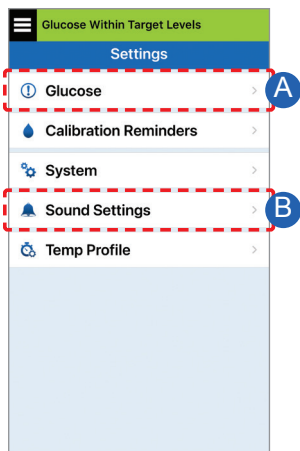 Glucose Within Target Levels
Settings
Glucose
A
Calibration Reminders
System
Sound Settings
B
Temp Profile